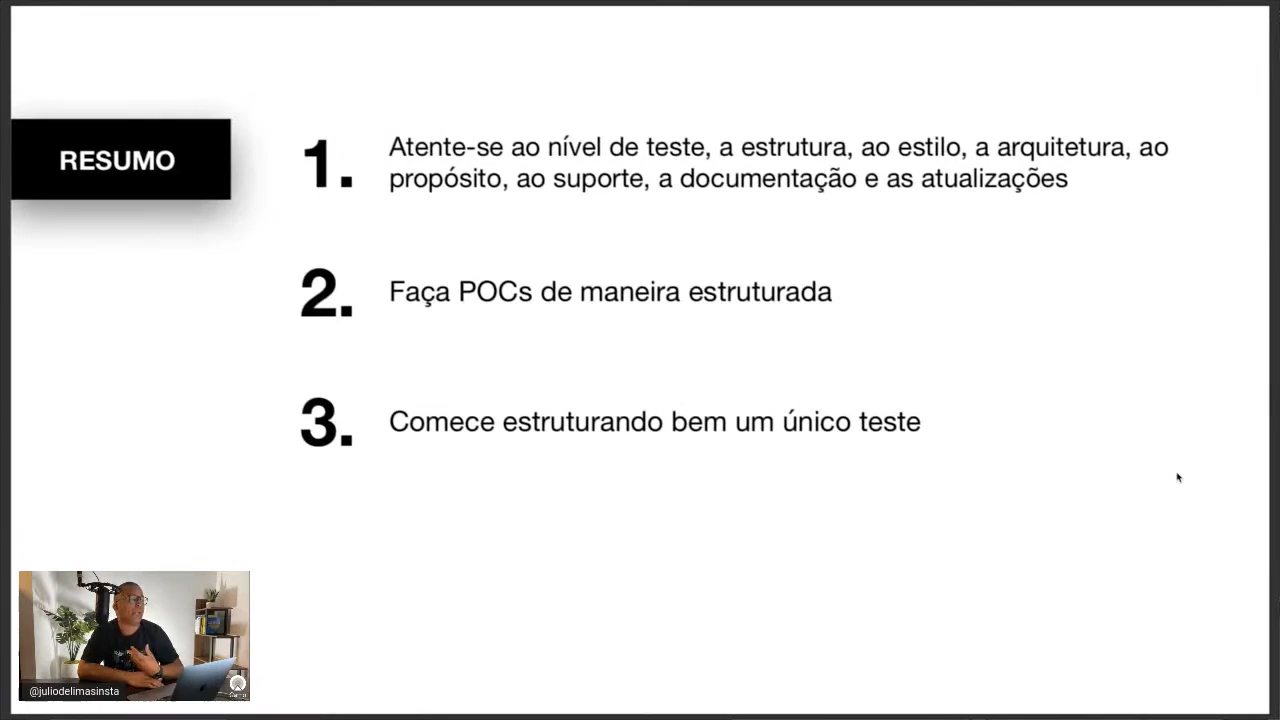 RESUMO
1.
Atente-se ao nível de teste, a estrutura, ao estilo, a arquitetura, ao
propósito, ao suporte, a documentação e as atualizações
2.
Faça POCs de maneira estruturada
3.
Comece estruturando bem um único teste
@juliodelimasinsta
Camo